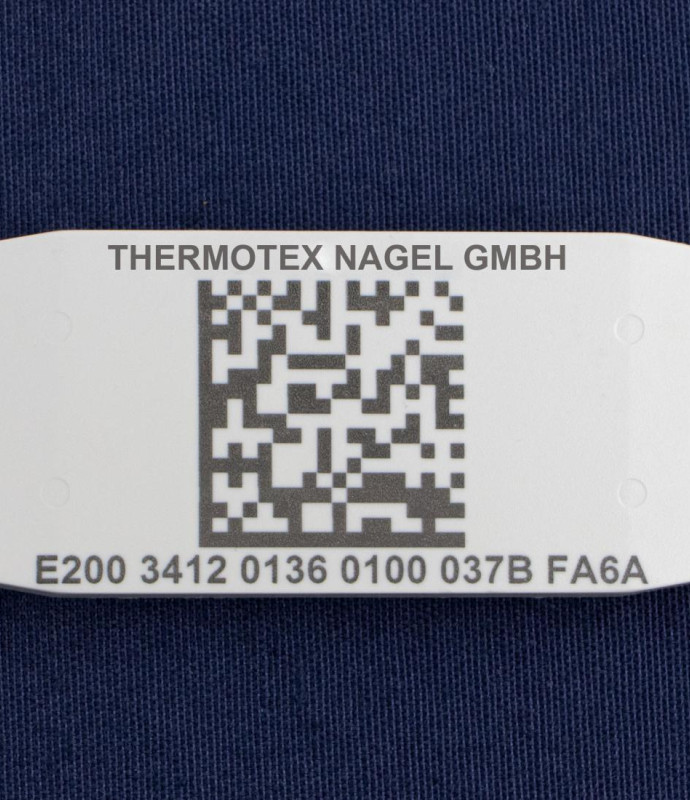 THERMOTEX NAGEL GMBH
E200 3412 0136 0100 037B FA6A